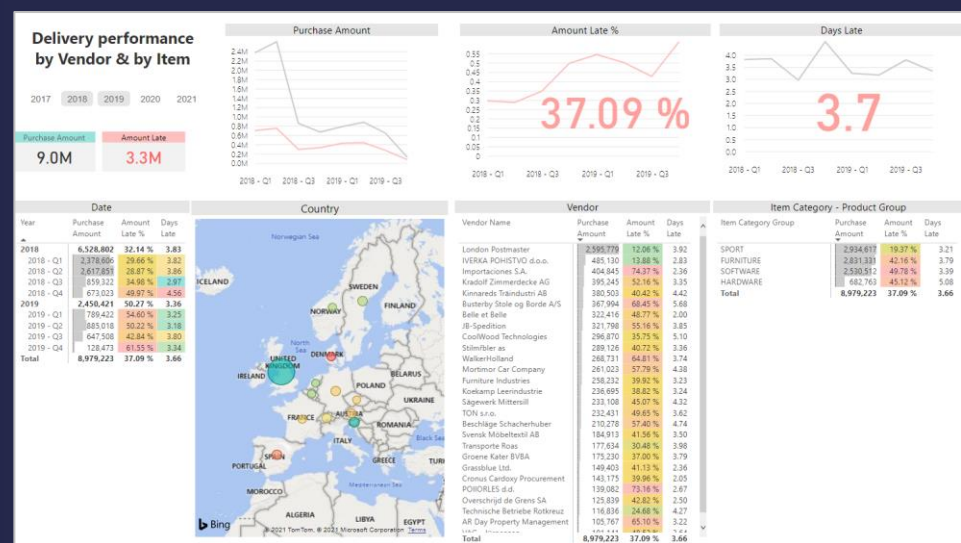 Delivery performance
by Vendor & by Item
2017 2018 2019 2020 2021
Purchase Amount
9.0M
Amount Late
3.3M
Purchase Amount
2.4M
2.2M
2.0M
1.8M
1.6M
1.4M
1.2M
1.0M
0.8M
0.6M
0.4M
0.2M
0.0M
2018 - Q1 2018 - Q3 2019 - Q1 2019 - Q3
Amount Late %
0.55
0.5
0.45
0.4
0.35
0.3
0.25
0.2
0.15
0.1
0.05
0
37.09 %
2018 - Q1 2018 - Q3 2019 - Q1 2019 - Q3
Days Late
4.0
3.5
3.0
2.5
2.0
1.5
1.0
0.5
0.0
3.7
2018 - Q1 2018 - Q3 2019 - Q1 2019 - Q3
Date
Year Purchase Amount Amount Late % Days Late
2018 6,528,802 32.14 % 3.83
2018 - Q1 2,378,606 29.66 % 3.82
2018 - Q2 2,617,851 28.87 % 3.86
2018 - Q3 859,322 34.98 % 2.97
2018 - Q4 673,023 49.97 % 4.56
2019 2,450,421 50.27 % 3.36
2019 - Q1 789,422 54.60 % 3.25
2019 - Q2 885,018 50.22 % 3.18
2019 - Q3 647,508 42.84 % 3.80
2019 - Q4 128,473 61.55 % 3.34
Total 8,979,223 37.09 % 3.66
Country
Norwegian Sea
ICELAND
SWEDEN
FINLAND
NORWAY
North
Sea
UNITED
KINGDOM
DENMARK
IRELAND
BELARUS
POLAND
UKRAINE
FRANCE
AUSTRIA
ROMANIA
ITALY
Black Sea
SPAIN
PORTUGAL
GREECE
TUR
Mediterranean Sea
MOROCCO
ALGERIA
LIBYA
EGYPT
Bing
© 2021 TomTom, © 2021 Microsoft Corporation Terms
Vendor
Vendor Name Purchase Amount Amount Late % Days Late
London Postmaster 2,595,779 12.06 % 3.92
IVERKA POHISTVO d.o.o. 485,130 13.88 % 2.83
Importaciones S.A. 404,845 74.37 % 2.36
Kradolf Zimmerdecke AG 395,245 52.16 % 3.35
Kinnareds Träindustri AB 380,503 40.42 % 4.42
Busterby Stole og Borde A/S 367,994 68.45 % 5.68
Belle et Belle 322,416 48.77 % 2.00
JB-Spedition 321,798 55.16 % 3.85
CoolWood Technologies 296,870 35.75 % 5.10
Stilmøbler as 289,126 40.72 % 3.36
WalkerHolland 268,731 64.81 % 3.74
Mortimor Car Company 261,023 57.79 % 4.38
Furniture Industries 258,232 39.92 % 3.23
Koekamp Leerindustrie 236,695 38.82 % 3.24
Sägewerk Mittersill 233,108 45.07 % 4.32
TON s.r.o. 232,431 49.65 % 3.62
Beschläge Schacherhuber 210,278 57.40 % 4.74
Svensk Möbeltextil AB 184,913 41.56 % 3.50
Transporte Roas 177,634 30.48 % 3.98
Groene Kater BVBA 175,230 37.00 % 3.79
Grassblue Ltd. 149,403 41.13 % 2.36
Cronus Cardoxy Procurement 143,175 39.96 % 2.05
POHORLES d.d. 139,082 73.16 % 2.67
Overschrijd de Grens SA 125,839 42.82 % 2.50
Technische Betriebe Rotkreuz 116,836 24.68 % 4.27
AR Day Property Management 105,767 65.10 % 3.22
Total 8,979,223 37.09 % 3.66
Item Category - Product Group
Item Category Group Purchase Amount Amount Late % Days Late
SPORT 2,934,617 19.37 % 3.21
FURNITURE 2,831,331 42.16 % 3.79
SOFTWARE 2,530,512 49.78 % 3.39
HARDWARE 682,763 45.12 % 5.08
Total 8,979,223 37.09 % 3.66